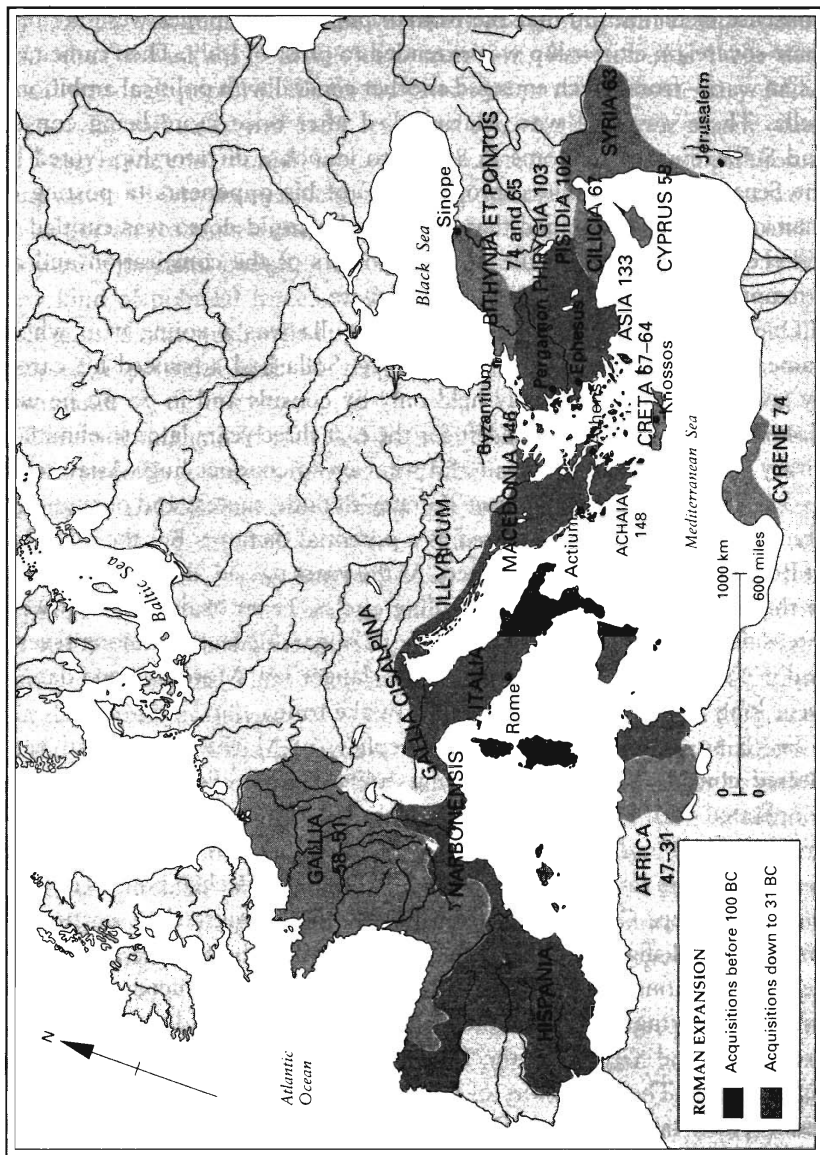 N
Atlantic
Ocean
Baltic Sea
Black Sea
Sinope
GALLIA
58–51
GALLIA CISALPINA
NARBONENSIS
HISPANIA
ITALIA
Rome
ILLYRICUM
MACEDONIA 146
Byzantium
BITHYNIA ET PONTUS
74 and 65
Pergamon
PHRYGIA 103
PISIDIA 102
Ephesus
CILICIA 67
SYRIA 63
Actium
Athens
ASIA 133
ACHAIA
148
CRETA 67–64
Knossos
CYPRUS 58
Jerusalem
Mediterranean Sea
AFRICA
47–31
CYRENE 74
0
1000 km
0
600 miles
ROMAN EXPANSION
Acquisitions before 100 BC
Acquisitions down to 31 BC